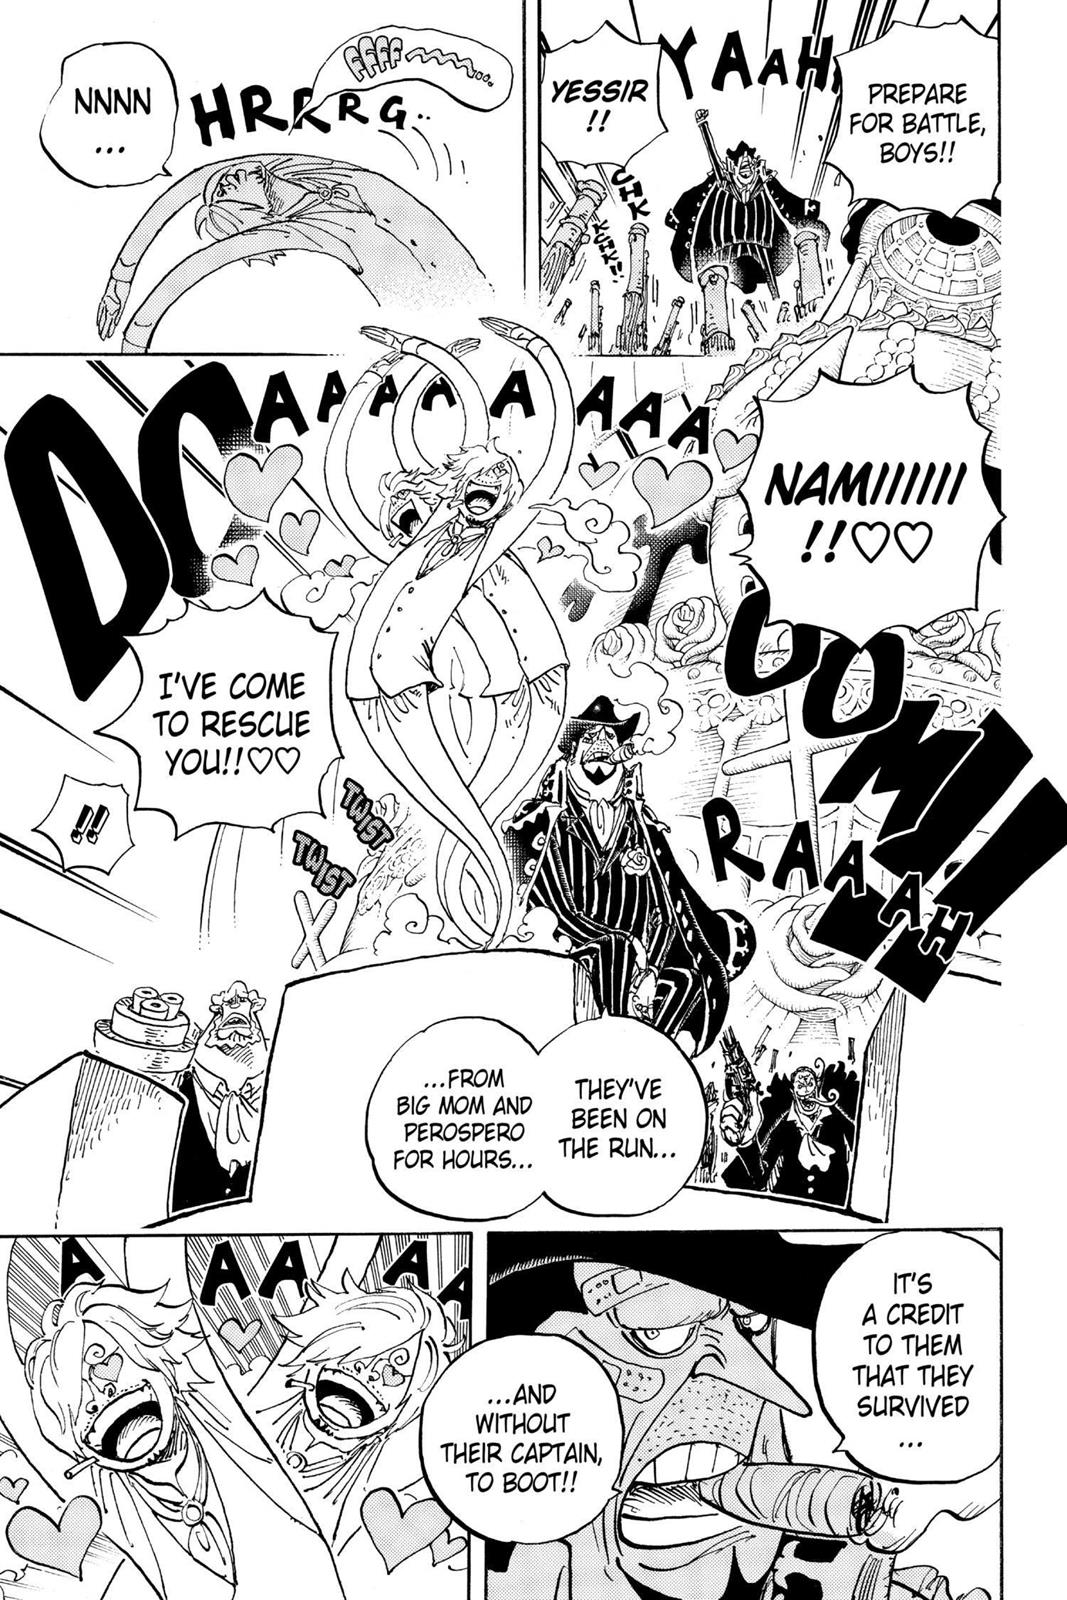 PREPARE
FOR BATTLE,
BOYS!!
YAAH
YESSIR
!!
CHK
KCHK!!
FFFF
HRRRG..
NNNN
...
NAMIIIIII
!!♡♡
DOAAAAAAAAA
OOM!!
I'VE COME
TO RESCUE
YOU!!♡♡
!!
TWIST
TWIST
RAAAAH
THEY'VE
BEEN ON
THE RUN...
...FROM
BIG MOM AND
PEROSPERO
FOR HOURS...
IT'S
A CREDIT
TO THEM
THAT THEY
SURVIVED
...
...AND
WITHOUT
THEIR CAPTAIN,
TO BOOT!!
A AAA AA